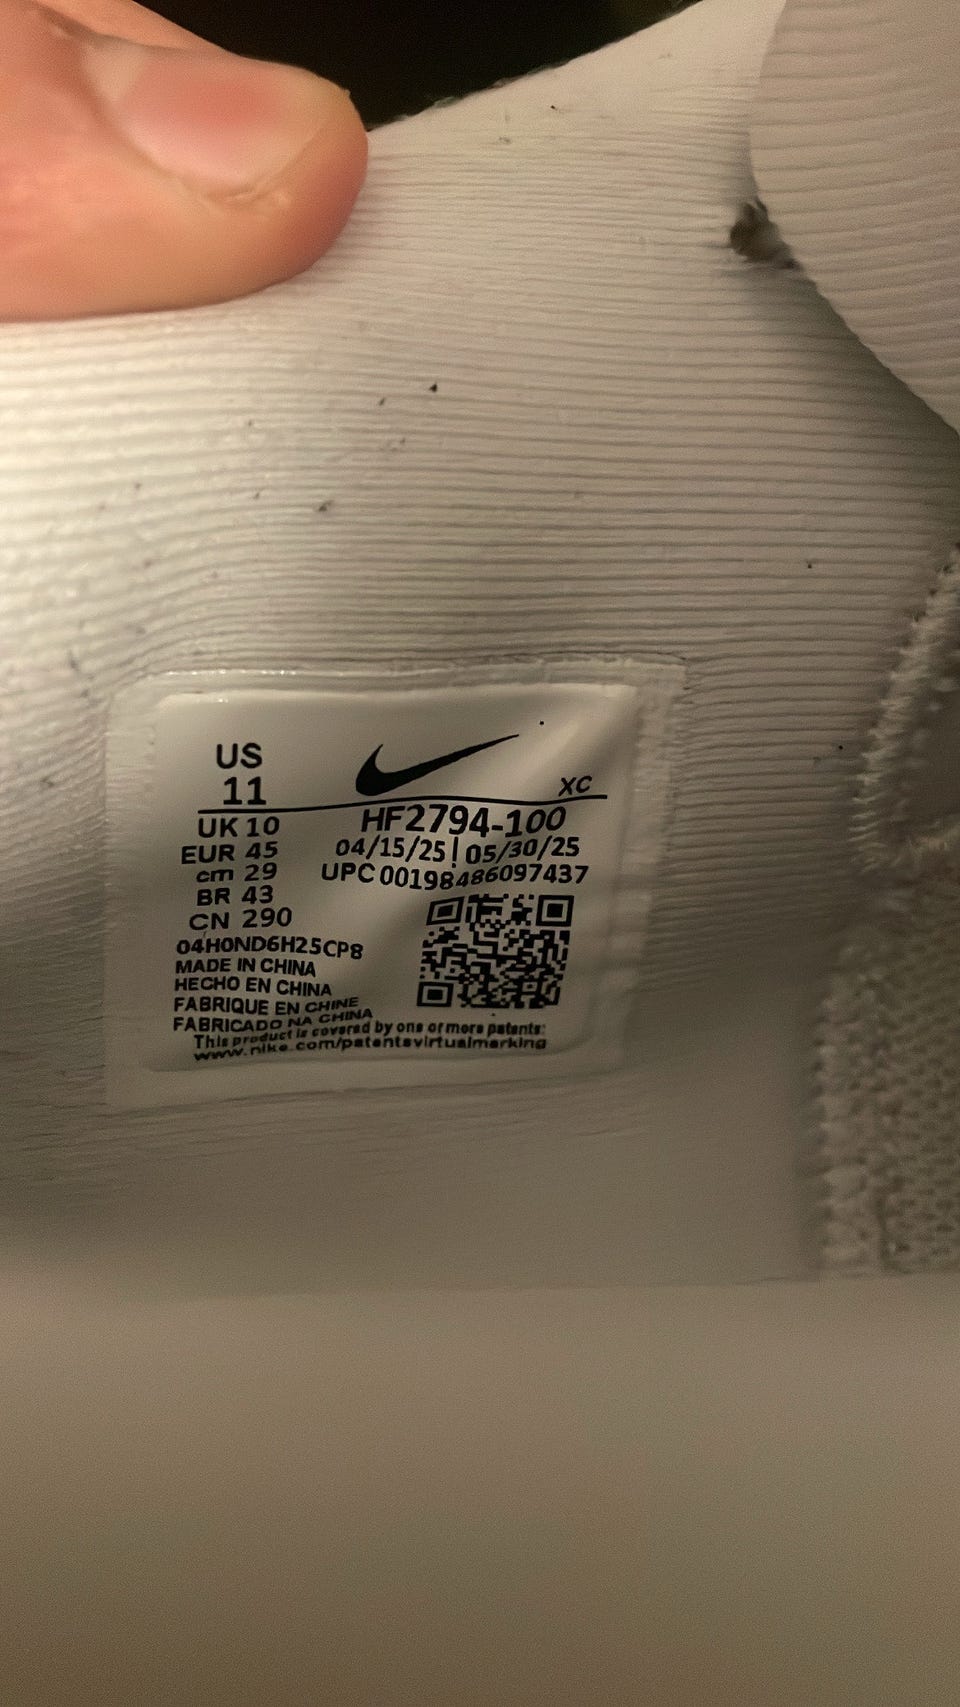 US
11
XC
UK 10
HF2794-100
EUR 45
04/15/25 | 05/30/25
cm 29
UPC 00198486097437
BR 43
CN 290
04H0ND6H25CP8
MADE IN CHINA
HECHO EN CHINA
FABRIQUE EN CHINE
FABRICADO NA CHINA
This product is covered by one or more patents:
www.nike.com/patentsvirtualmarking